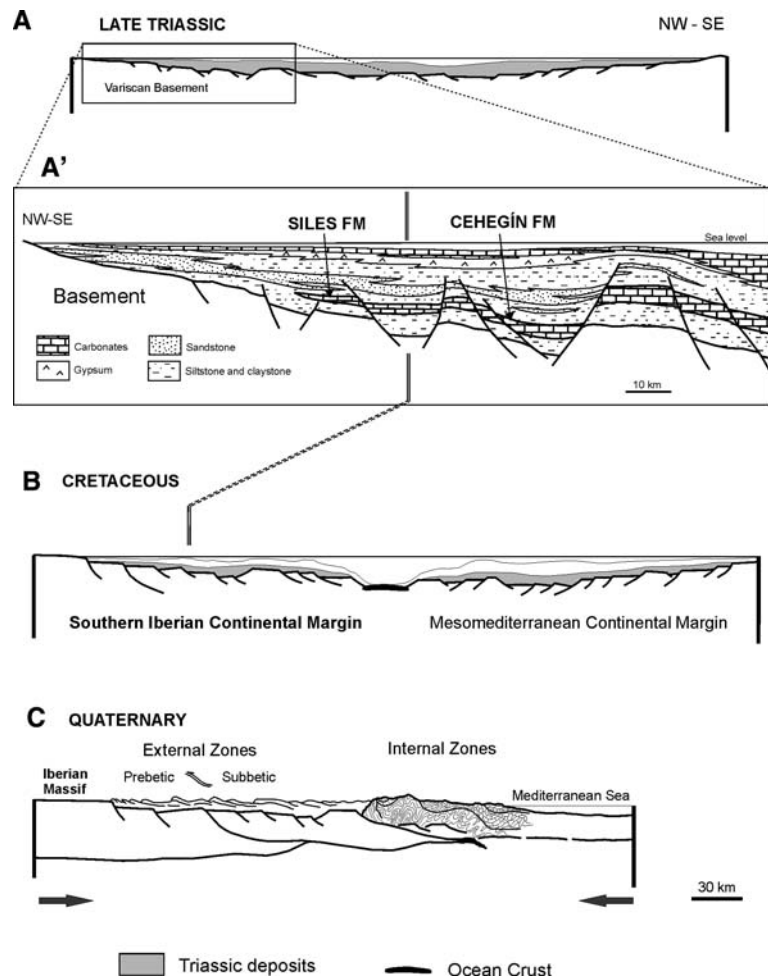 A
LATE TRIASSIC
NW - SE
Variscan Basement
A'
NW-SE
SILES FM
CEHEGÍN FM
Sea level
Basement
Carbonates
Sandstone
Gypsum
Siltstone and claystone
10 km
B
CRETACEOUS
Southern Iberian Continental Margin
Mesomediterranean Continental Margin
C
QUATERNARY
External Zones
Internal Zones
Iberian
Massif
Prebetic
Subbetic
Mediterranean Sea
30 km
Triassic deposits
Ocean Crust